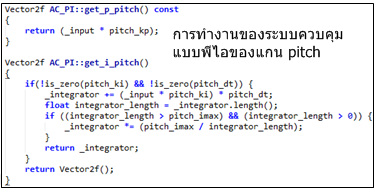 Vector2f AC_PI::get_p_pitch() const
{
    return (_input * pitch_kp);
}
การทำงานของระบบควบคุม
แบบพีไอของแกน pitch
Vector2f AC_PI::get_i_pitch()
{
    if(!is_zero(pitch_ki) && !is_zero(pitch_dt)) {
        _integrator += (_input * pitch_ki) * pitch_dt;
        float integrator_length = _integrator.length();
        if ((integrator_length > pitch_imax) && (integrator_length > 0)) {
            _integrator *= (pitch_imax / integrator_length);
        }
        return _integrator;
    }
    return Vector2f();
}